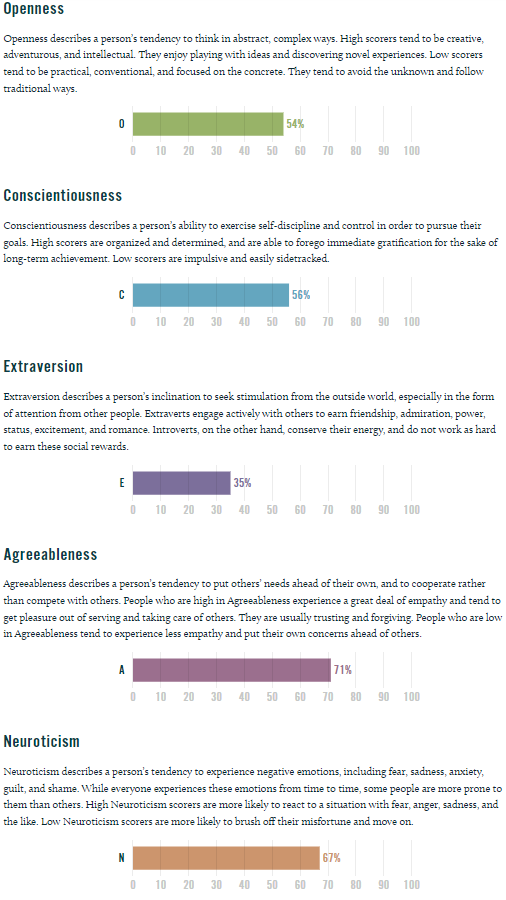 Openness
Openness describes a person's tendency to think in abstract, complex ways. High scorers tend to be creative,
adventurous, and intellectual. They enjoy playing with ideas and discovering novel experiences. Low scorers
tend to be practical, conventional, and focused on the concrete. They tend to avoid the unknown and follow
traditional ways.
O 54%
0 10 20 30 40 50 60 70 80 90 100
Conscientiousness
Conscientiousness describes a person's ability to exercise self-discipline and control in order to pursue their
goals. High scorers are organized and determined, and are able to forego immediate gratification for the sake of
long-term achievement. Low scorers are impulsive and easily sidetracked.
C 56%
0 10 20 30 40 50 60 70 80 90 100
Extraversion
Extraversion describes a person's inclination to seek stimulation from the outside world, especially in the form
of attention from other people. Extraverts engage actively with others to earn friendship, admiration, power,
status, excitement, and romance. Introverts, on the other hand, conserve their energy, and do not work as hard
to earn these social rewards.
E 35%
0 10 20 30 40 50 60 70 80 90 100
Agreeableness
Agreeableness describes a person's tendency to put others' needs ahead of their own, and to cooperate rather
than compete with others. People who are high in Agreeableness experience a great deal of empathy and tend to
get pleasure out of serving and taking care of others. They are usually trusting and forgiving. People who are low
in Agreeableness tend to experience less empathy and put their own concerns ahead of others.
A 71%
0 10 20 30 40 50 60 70 80 90 100
Neuroticism
Neuroticism describes a person's tendency to experience negative emotions, including fear, sadness, anxiety,
guilt, and shame. While everyone experiences these emotions from time to time, some people are more prone to
them than others. High Neuroticism scorers are more likely to react to a situation with fear, anger, sadness, and
the like. Low Neuroticism scorers are more likely to brush off their misfortune and move on.
N 67%
0 10 20 30 40 50 60 70 80 90 100